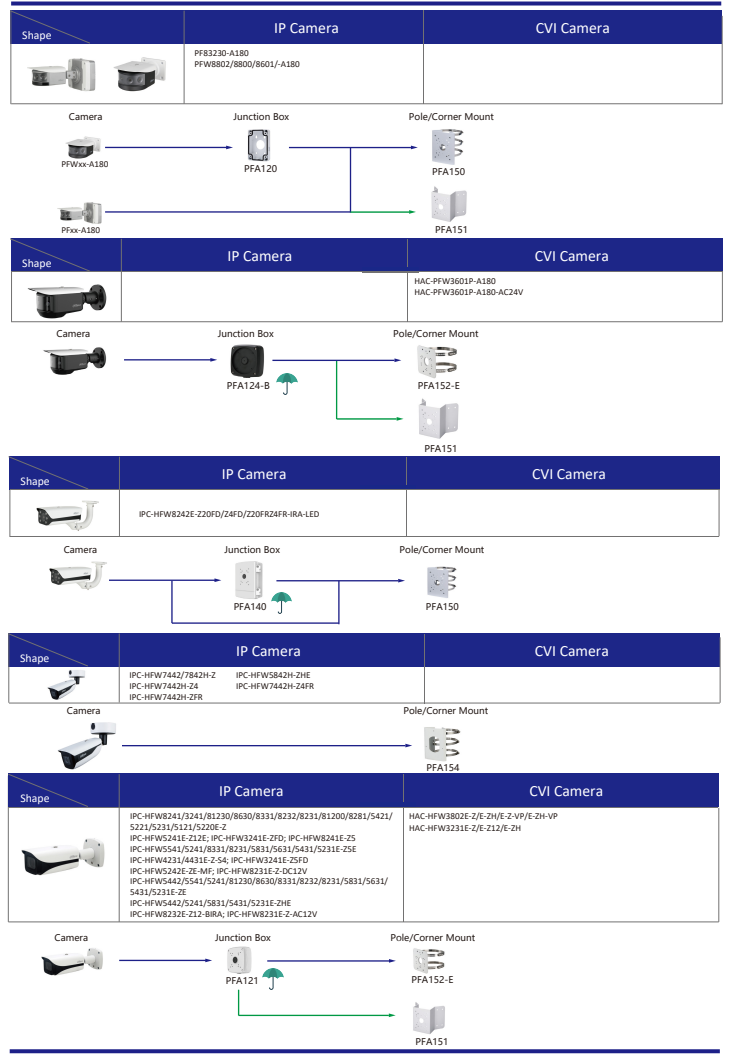 Shape
IP Camera
CVI Camera
PF83230-A180
PFW8802/8800/8601/-A180
Camera
Junction Box
Pole/Corner Mount
PFWxx-A180
PFA120
PFA150
PFxx-A180
PFA151
Shape
IP Camera
CVI Camera
HAC-PFW3601P-A180
HAC-PFW3601P-A180-AC24V
Camera
Junction Box
Pole/Corner Mount
PFA124-B
PFA152-E
PFA151
Shape
IP Camera
CVI Camera
IPC-HFW8242E-Z20FD/Z4FD/Z20FRZ4FR-IRA-LED
Camera
Junction Box
Pole/Corner Mount
PFA140
PFA150
Shape
IP Camera
CVI Camera
IPC-HFW7442/7842H-Z IPC-HFW5842H-ZHE
IPC-HFW7442H-Z4 IPC-HFW7442H-Z4FR
IPC-HFW7442H-ZFR
Camera
Pole/Corner Mount
PFA154
Shape
IP Camera
CVI Camera
IPC-HFW8241/3241/81230/8630/8331/8232/8231/81200/8281/5421/
5221/5231/5121/5220E-Z
IPC-HFW5241E-Z12E; IPC-HFW3241E-ZFD; IPC-HFW8241E-Z5
IPC-HFW5541/5241/8331/8231/5831/5631/5431/5231E-Z5E
IPC-HFW4231/4431E-Z-S4; IPC-HFW3241E-Z5FD
IPC-HFW5242E-ZE-MF; IPC-HFW8231E-Z-DC12V
IPC-HFW5442/5541/5241/81230/8630/8331/8232/8231/5831/5631/
5431/5231E-ZE
IPC-HFW5442/5241/5831/5431/5231E-ZHE
IPC-HFW8232E-Z12-BIRA; IPC-HFW8231E-Z-AC12V
HAC-HFW3802E-Z/E-ZH/E-Z-VP/E-ZH-VP
HAC-HFW3231E-Z/E-Z12/E-ZH
Camera
Junction Box
Pole/Corner Mount
PFA121
PFA152-E
PFA151